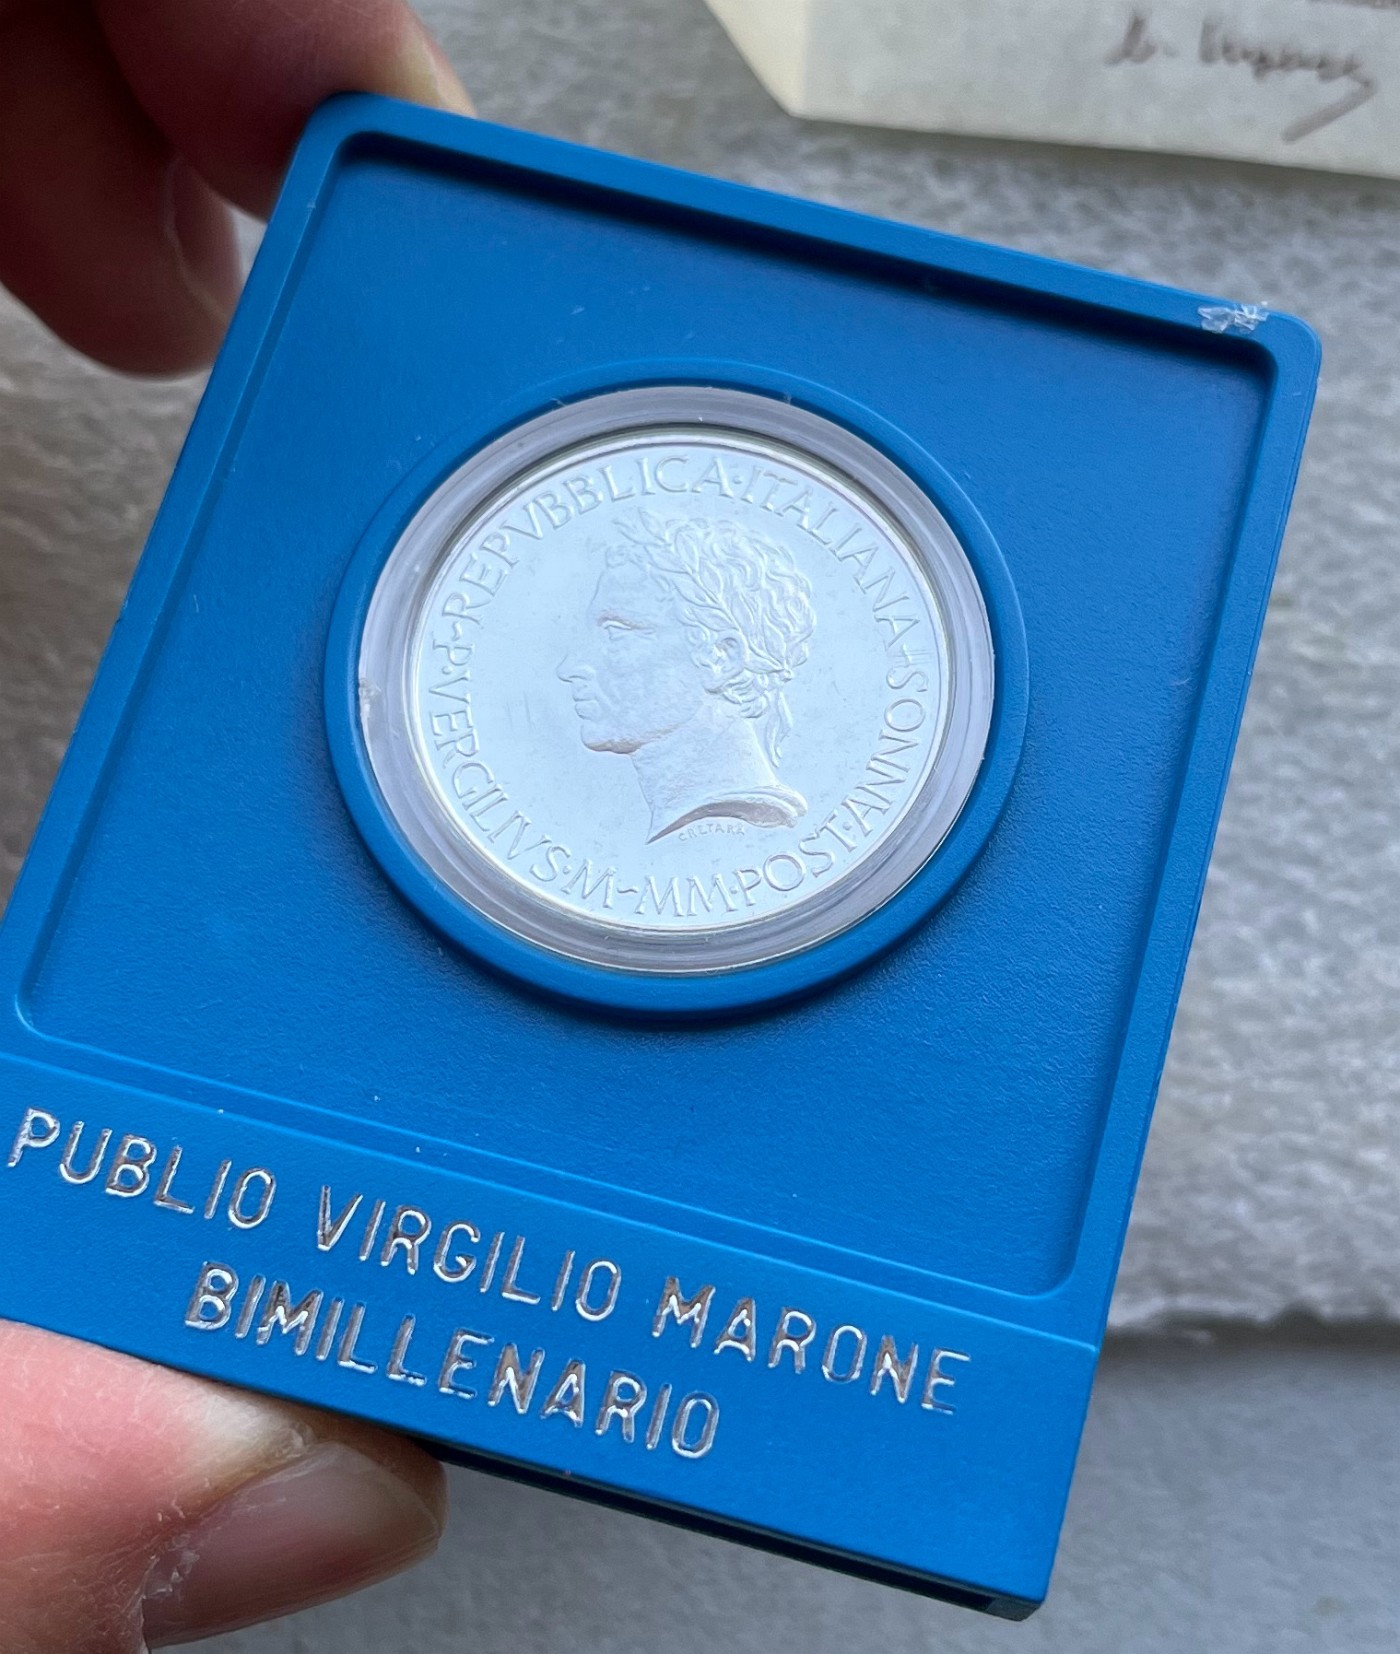 REPVBBLICA·ITALIANA
P·VERGILIVS·M~MM·POST·ANNOS
CRETARA
PUBLIO VIRGILIO MARONE
BIMILLENARIO